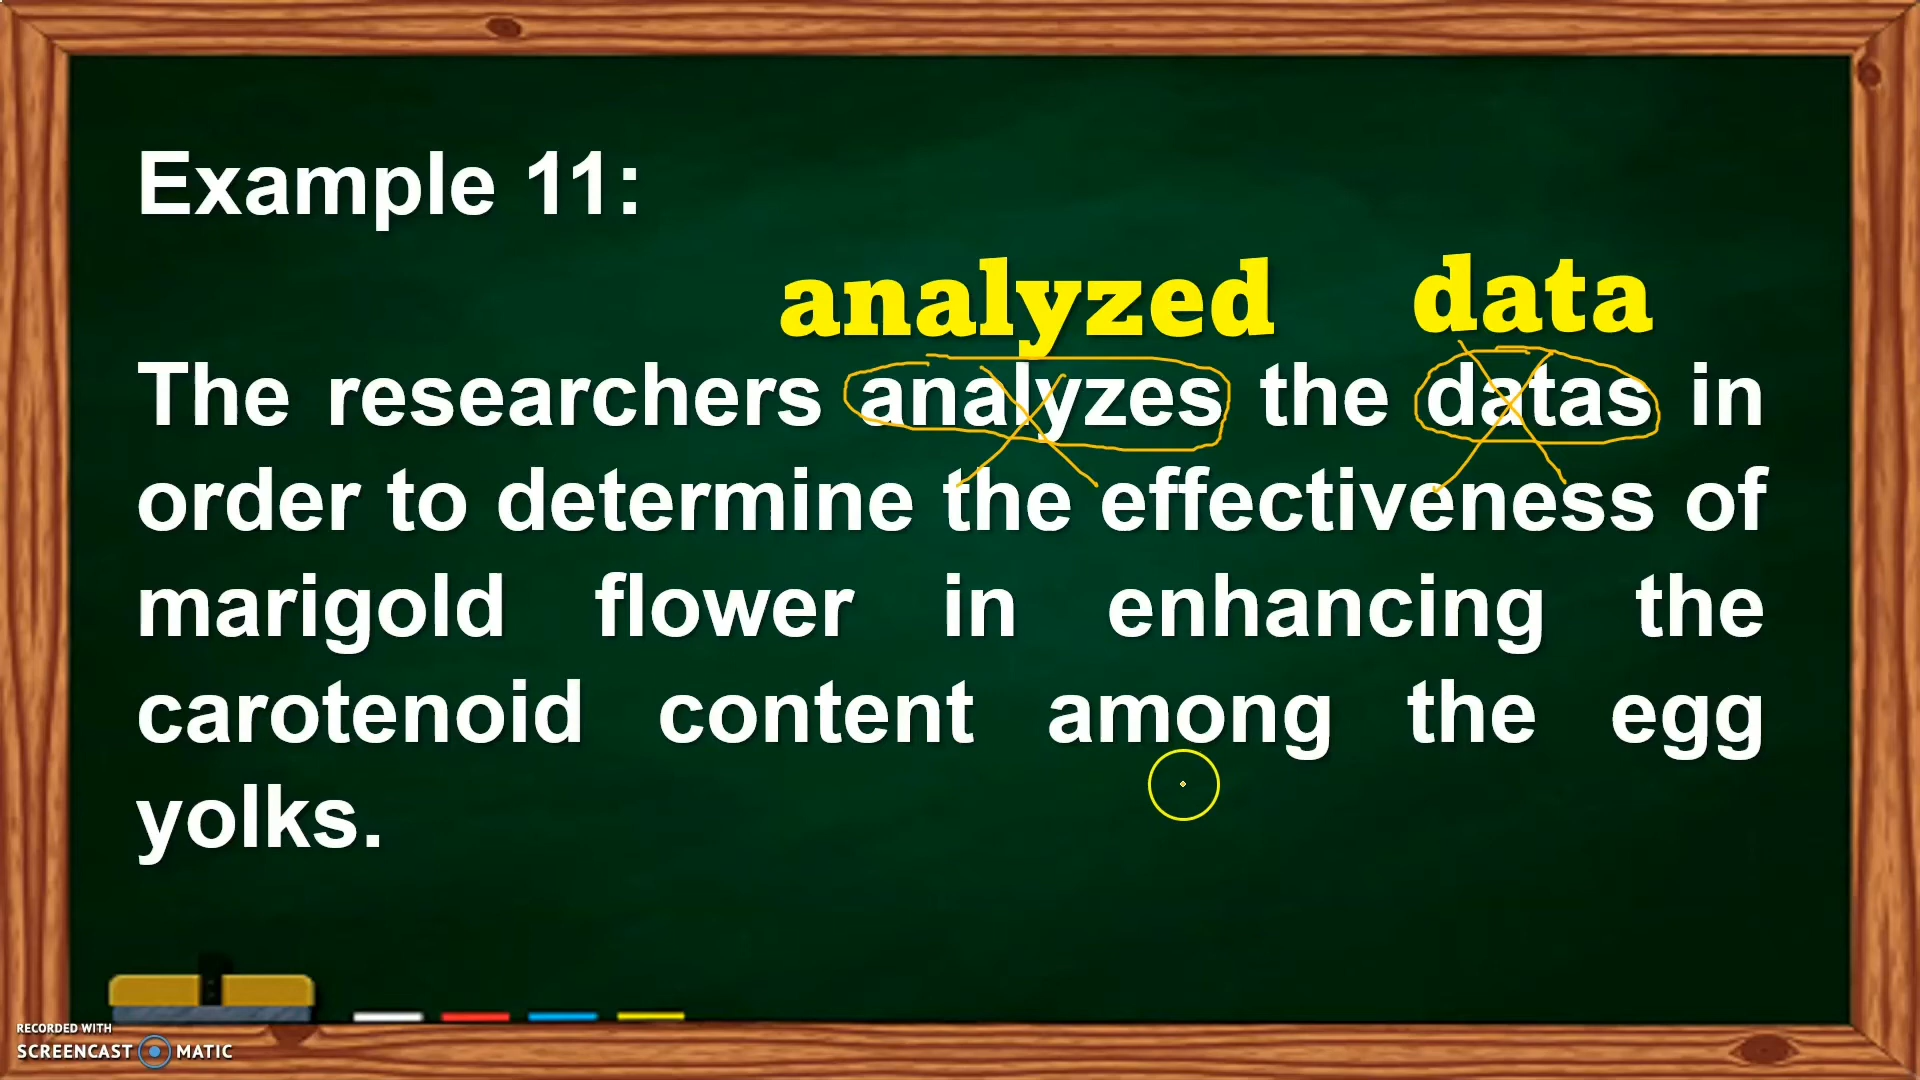 Example 11:
analyzed data
The researchers analyzes the datas in
order to determine the effectiveness of
marigold flower in enhancing the
carotenoid content among the egg
yolks.
RECORDED WITH
SCREENCAST MATIC